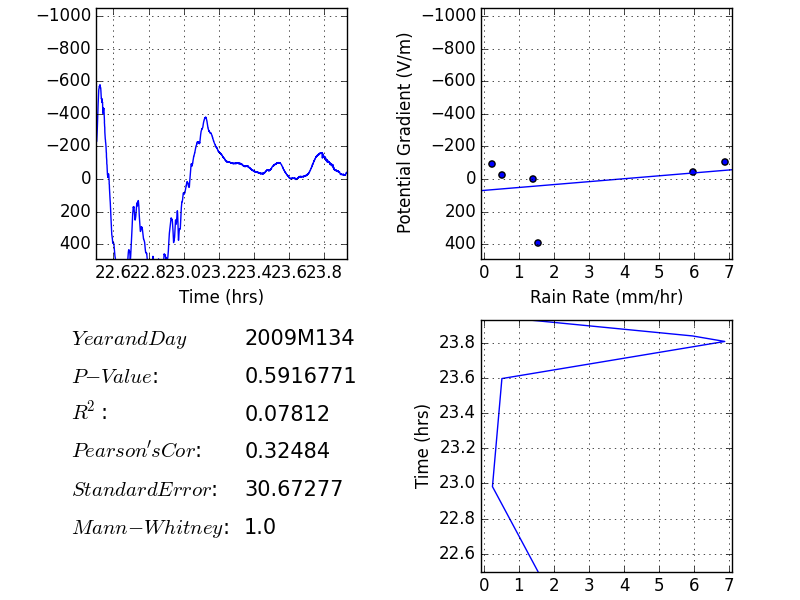 −1000
−800
−600
−400
−200
0
200
400
22.6 22.8 23.0 23.2 23.4 23.6 23.8
Time (hrs)
−1000
−800
−600
−400
−200
0
200
400
Potential Gradient (V/m)
0 1 2 3 4 5 6 7
Rain Rate (mm/hr)
YearandDay 2009M134
P−Value: 0.5916771
R²: 0.07812
Pearson'sCor: 0.32484
StandardError: 30.67277
Mann−Whitney: 1.0
23.8
23.6
23.4
23.2
23.0
22.8
22.6
Time (hrs)
0 1 2 3 4 5 6 7